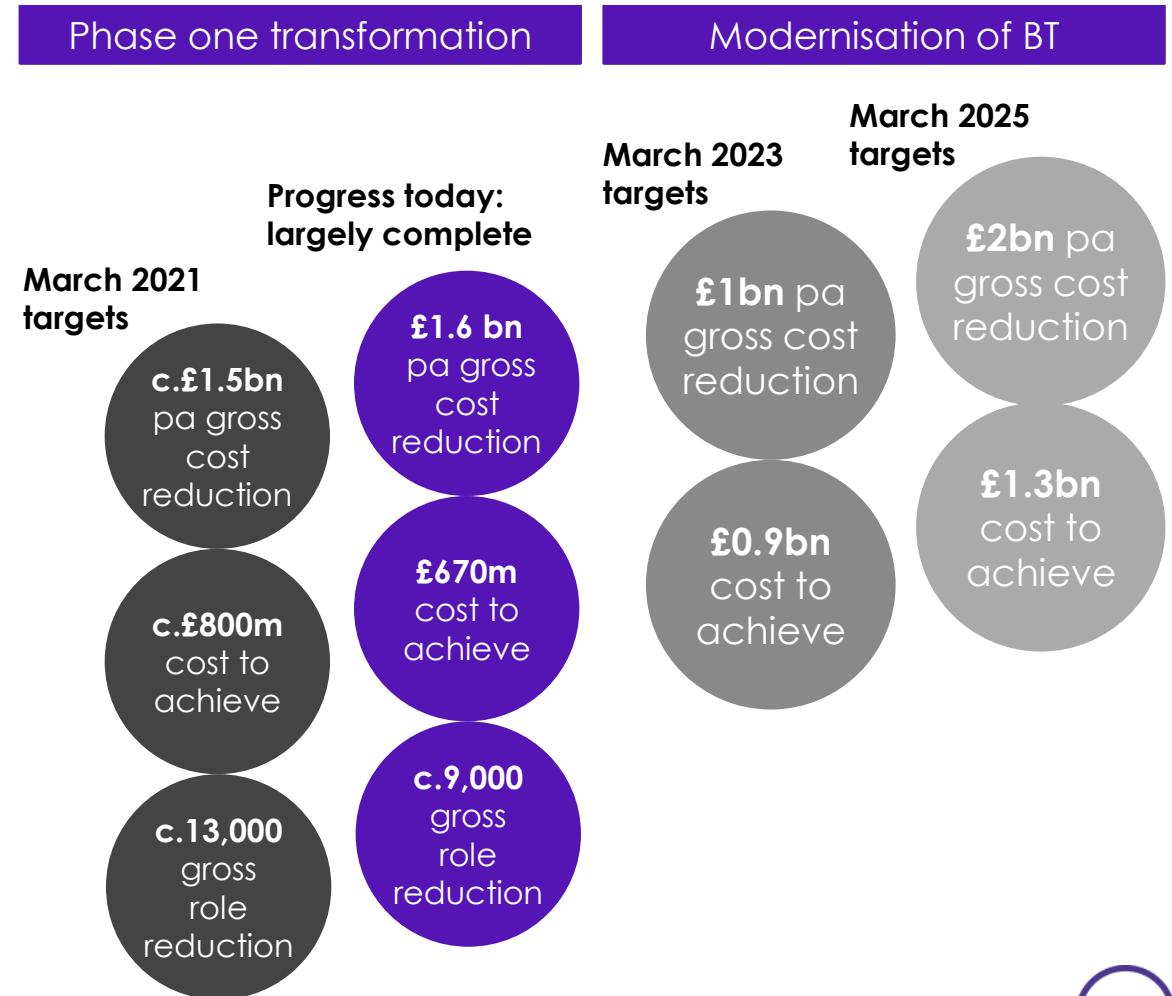 Phase one transformation
March 2021
targets
c.£1.5bn
pa gross
cost
reduction
c.£800m
cost to
achieve
c.13,000
gross
role
reduction
Progress today:
largely complete
£1.6 bn
pa gross
cost
reduction
£670m
cost to
achieve
c.9,000
gross
role
reduction
Modernisation of BT
March 2023
targets
£1bn pa
gross cost
reduction
£0.9bn
cost to
achieve
March 2025
targets
£2bn pa
gross cost
reduction
£1.3bn
cost to
achieve